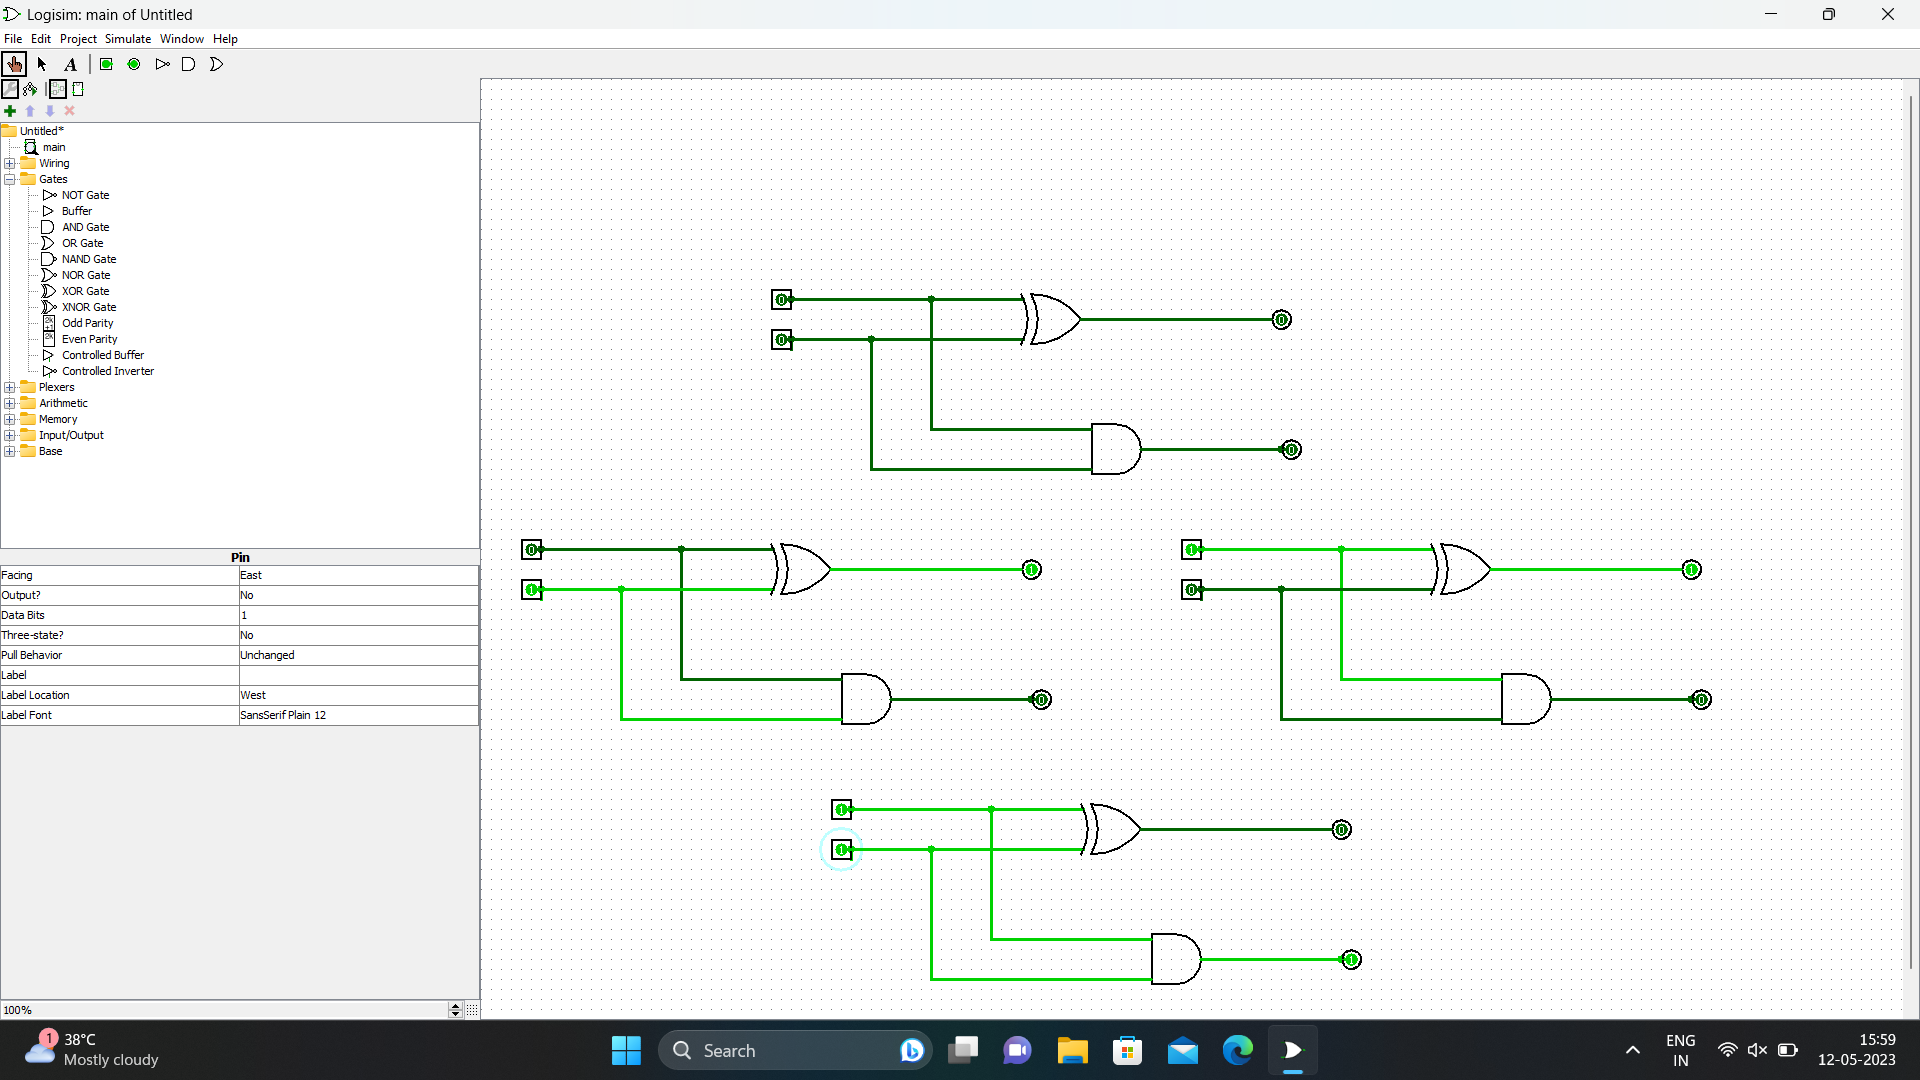 Logisim: main of Untitled
File Edit Project Simulate Window Help
A
Untitled*
main
Wiring
Gates
NOT Gate
Buffer
AND Gate
OR Gate
NAND Gate
NOR Gate
XOR Gate
XNOR Gate
2k+1 Odd Parity
2k Even Parity
Controlled Buffer
Controlled Inverter
Plexers
Arithmetic
Memory
Input/Output
Base
Pin
Facing East
Output? No
Data Bits 1
Three-state? No
Pull Behavior Unchanged
Label
Label Location West
Label Font SansSerif Plain 12
100%
0
0
0
0
0 1
1
0
1 1
0
0
1 0
1
1
1 38°C
Mostly cloudy
Search
ENG
IN
15:59
12-05-2023